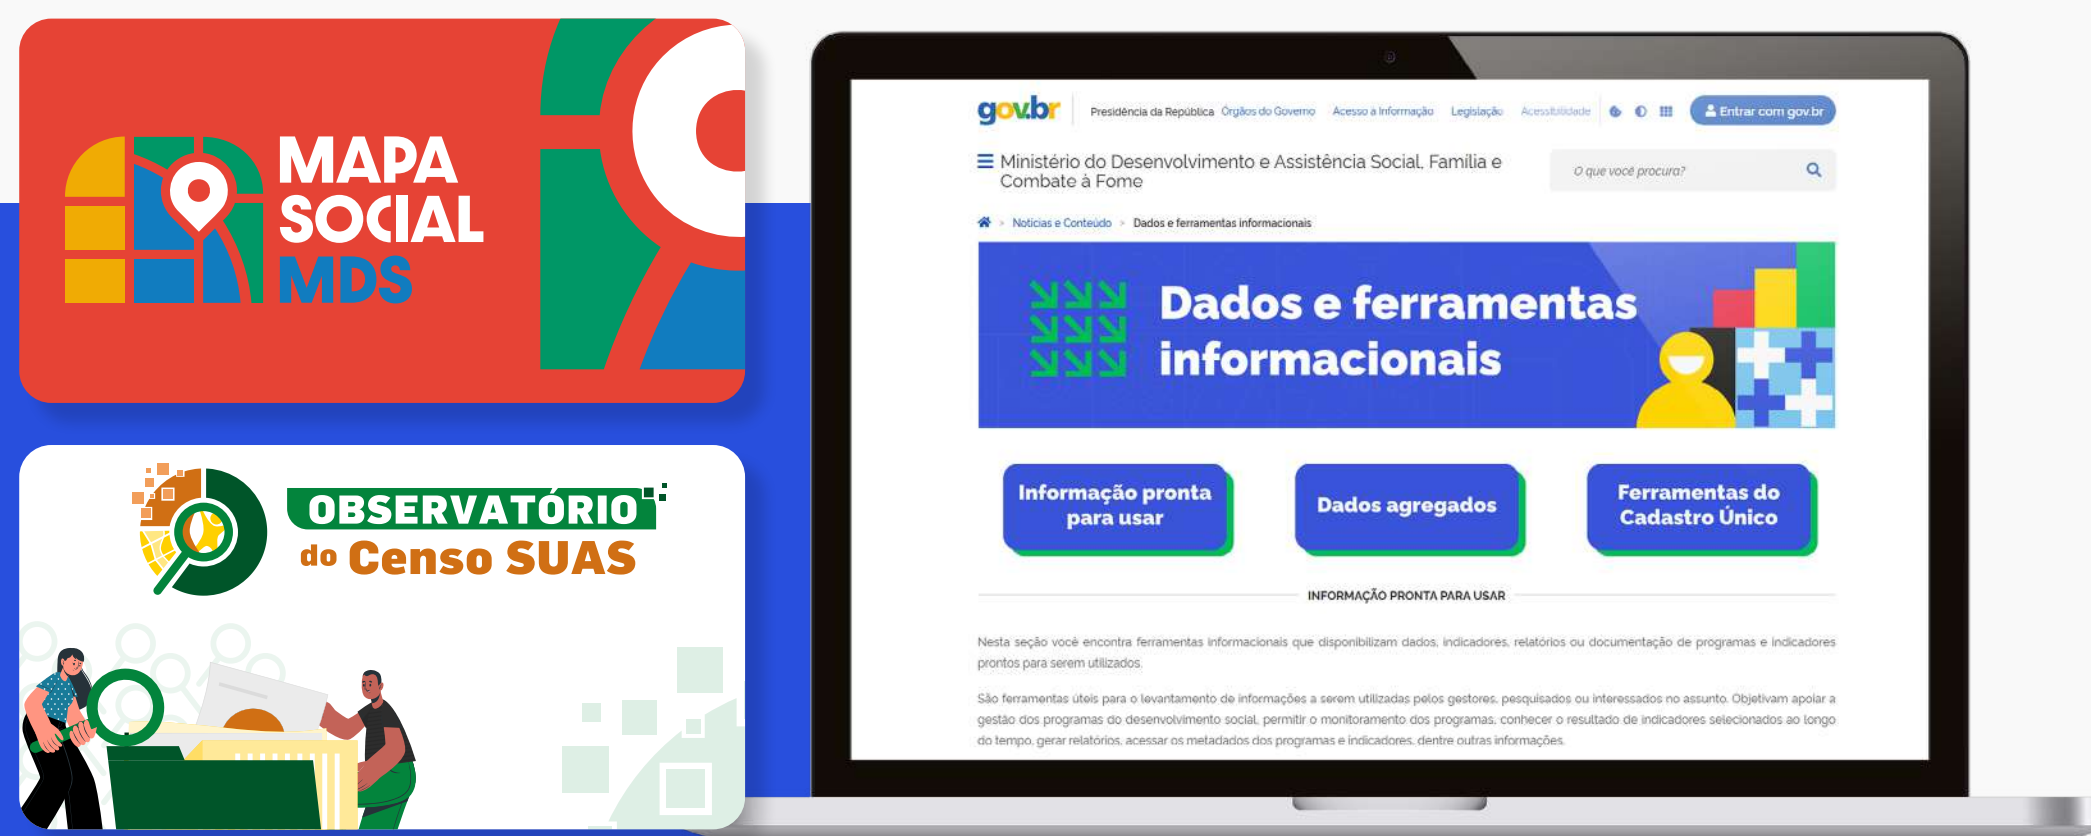 MAPA
SOCIAL
MDS
OBSERVATÓRIO
do Censo SUAS
gov.br
Presidência da República Órgãos do Governo Acesso à Informação Legislação Acessibilidade
Entrar com gov.br
Ministério do Desenvolvimento e Assistência Social, Família e
Combate à Fome
O que você procura?
> Notícias e Conteúdo > Dados e ferramentas informacionais
Dados e ferramentas
informacionais
Informação pronta
para usar
Dados agregados
Ferramentas do
Cadastro Único
INFORMAÇÃO PRONTA PARA USAR
Nesta seção você encontra ferramentas informacionais que disponibilizam dados, indicadores, relatórios ou documentação de programas e indicadores
prontos para serem utilizados.
São ferramentas úteis para o levantamento de informações a serem utilizadas pelos gestores, pesquisados ou interessados no assunto. Objetivam apoiar a
gestão dos programas do desenvolvimento social, permitir o monitoramento dos programas, conhecer o resultado de indicadores selecionados ao longo
do tempo, gerar relatórios, acessar os metadados dos programas e indicadores, dentre outras informações.